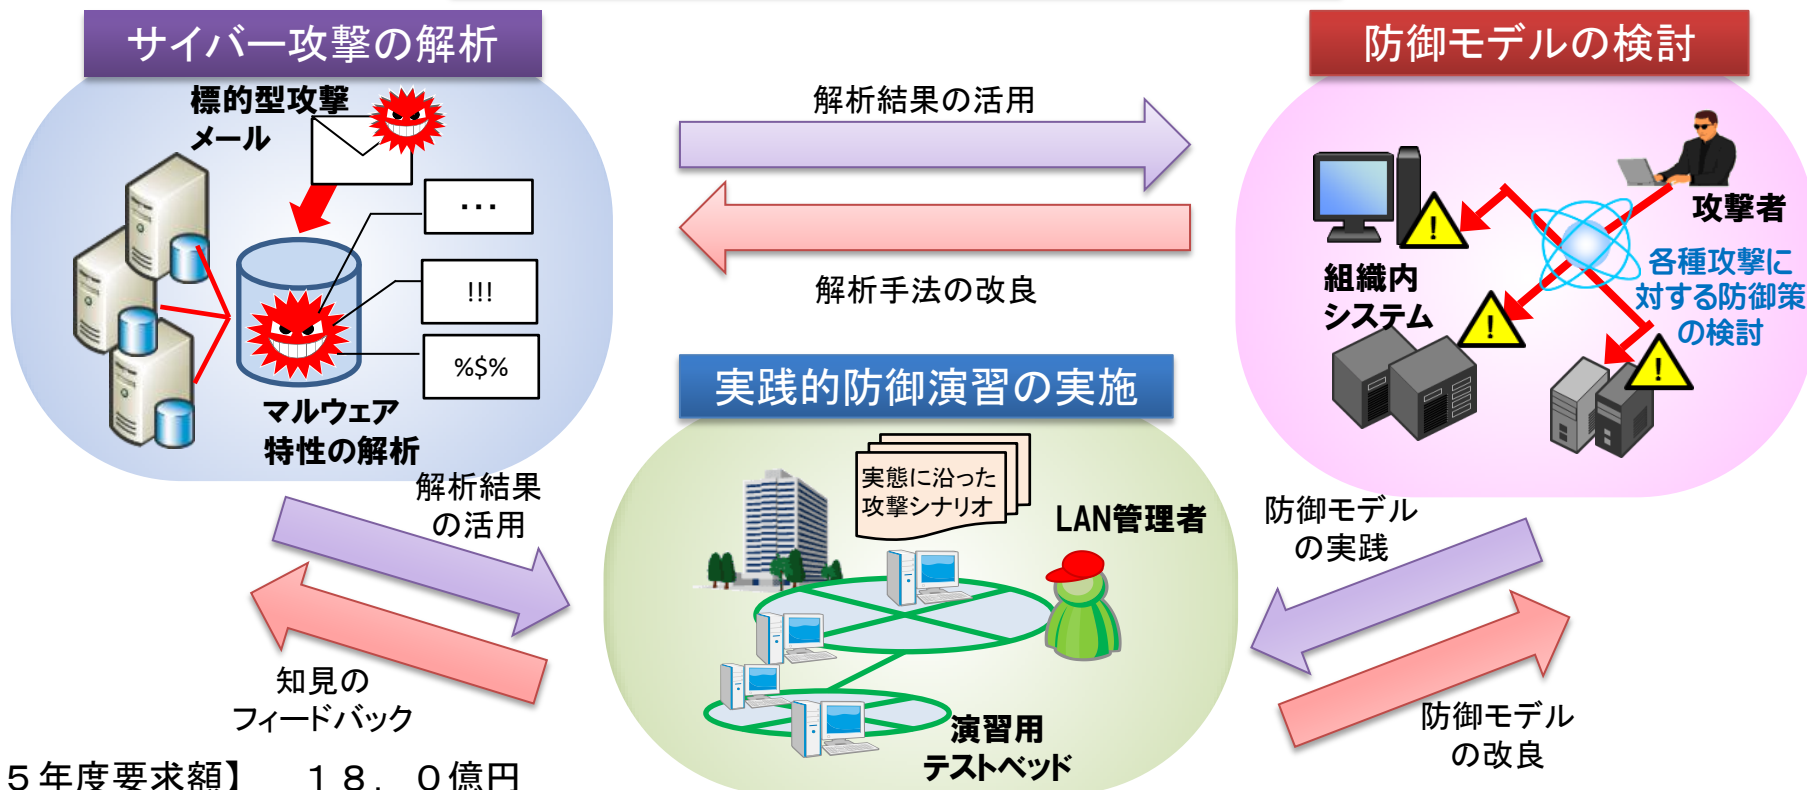 サイバー攻撃の解析
標的型攻撃
メール
・・・
!!!
%$%
マルウェア
特性の解析
解析結果の活用
解析手法の改良
防御モデルの検討
攻撃者
組織内
システム
各種攻撃に
対する防御策
の検討
!
!
!
実践的防御演習の実施
実態に沿った
攻撃シナリオ
LAN管理者
演習用
テストベッド
解析結果
の活用
知見の
フィードバック
防御モデル
の実践
防御モデル
の改良
５年度要求額】　１８．０億円